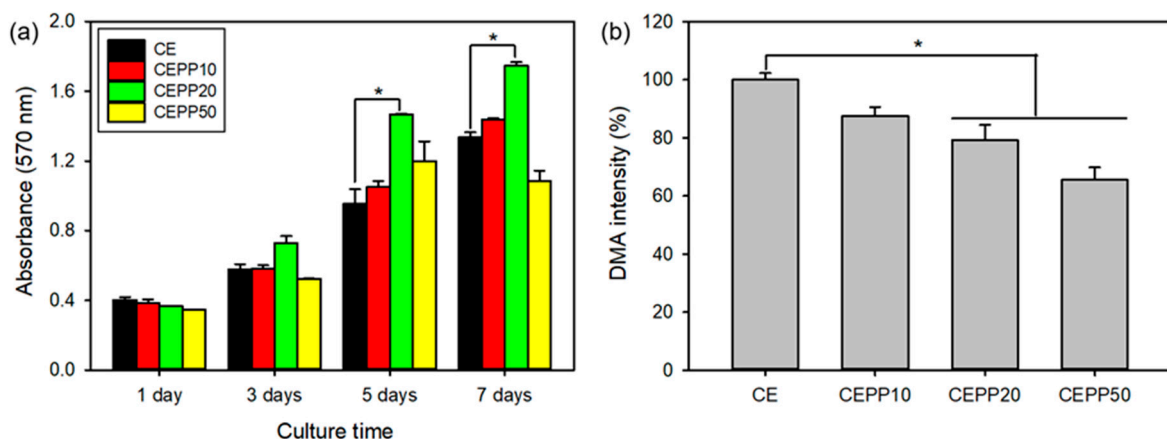 (a)
Absorbance (570 nm)
2.0
1.6
1.2
0.8
0.4
0.0
CE
CEPP10
CEPP20
CEPP50
*
*
1 day 3 days 5 days 7 days
Culture time
(b)
DMA intensity (%)
120
100
80
60
40
20
0
*
CE CEPP10 CEPP20 CEPP50